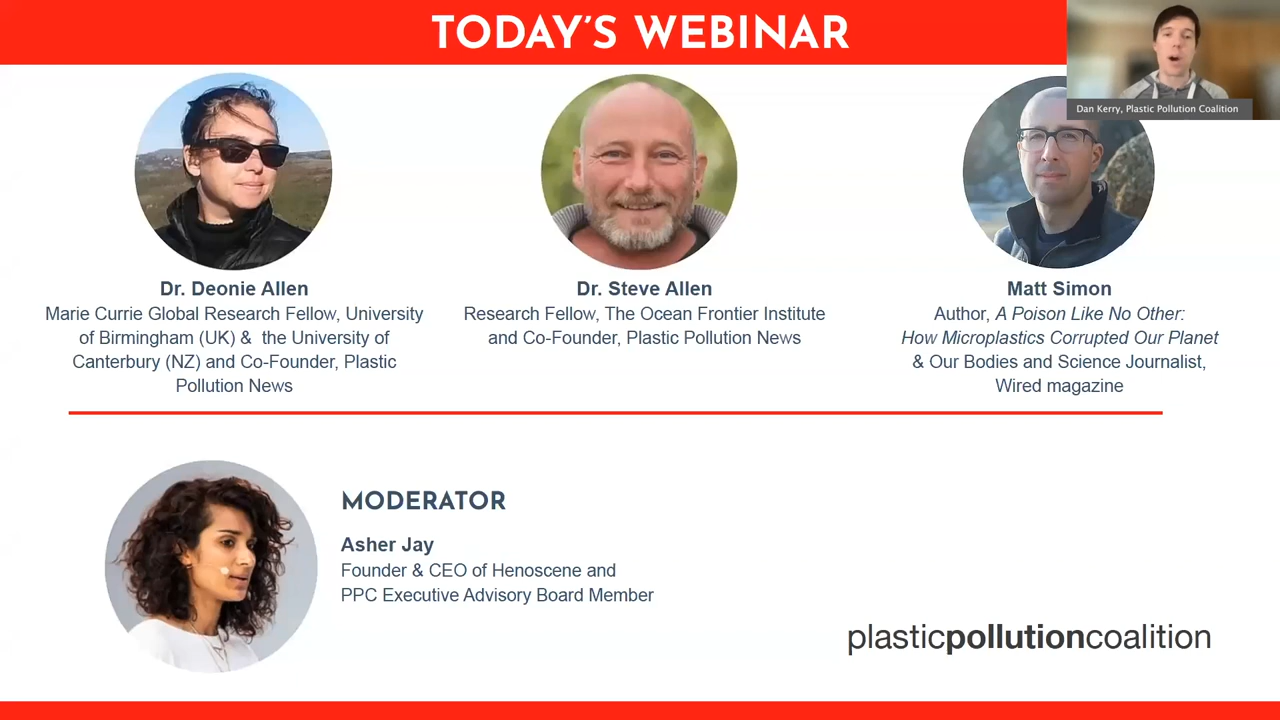 TODAY'S WEBINAR
Dan Kerry, Plastic Pollution Coalition
Dr. Deonie Allen
Marie Currie Global Research Fellow, University
of Birmingham (UK) & the University of
Canterbury (NZ) and Co-Founder, Plastic
Pollution News
Dr. Steve Allen
Research Fellow, The Ocean Frontier Institute
and Co-Founder, Plastic Pollution News
Matt Simon
Author, A Poison Like No Other:
How Microplastics Corrupted Our Planet
& Our Bodies and Science Journalist,
Wired magazine
MODERATOR
Asher Jay
Founder & CEO of Henoscene and
PPC Executive Advisory Board Member
plasticpollutioncoalition